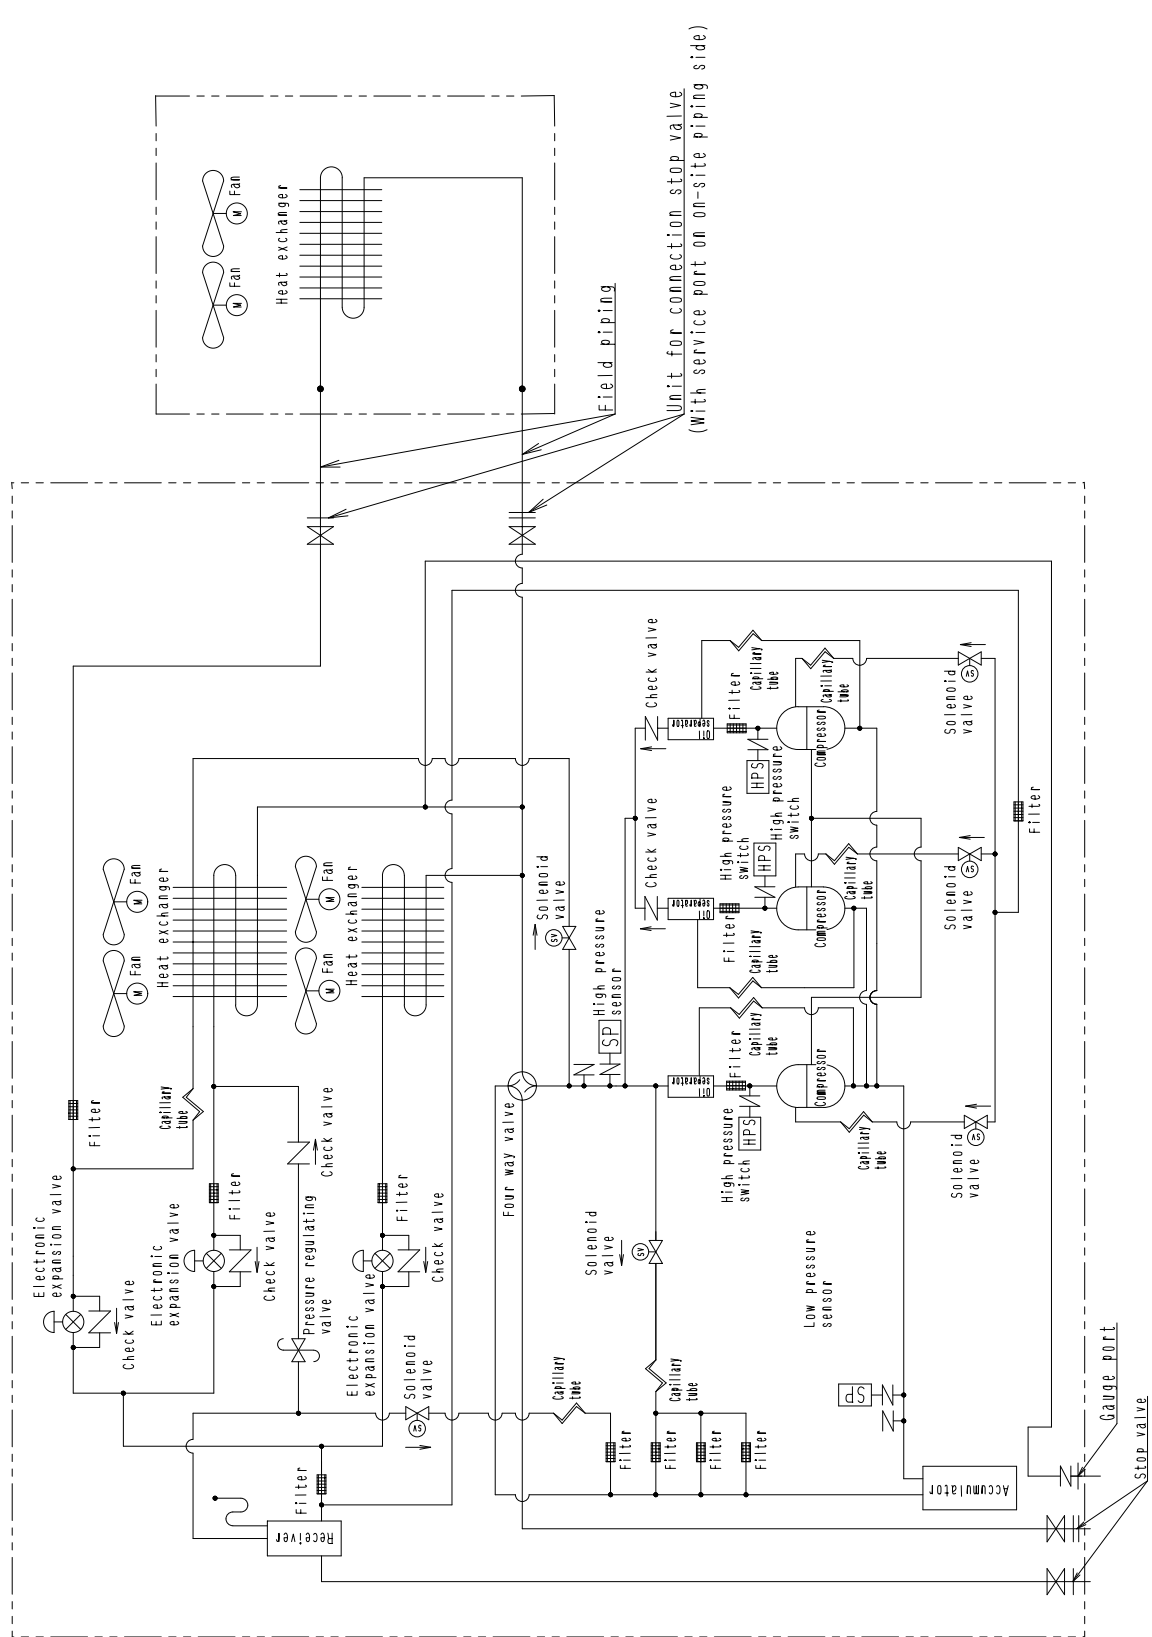 Unit for connection stop valve
(With service port on on-site piping side)
Field piping
M
Fan
M
Fan
Heat exchanger
Check valve
Filter
Capillary
tube
Capillary
tube
Oil
separator
Compressor
HPS
High pressure
switch
Solenoid
valve
SV
Filter
Check valve
High pressure
switch
HPS
Oil
separator
Filter
Capillary
tube
Capillary
tube
Compressor
Solenoid
valve
SV
M
Fan
M
Fan
Heat exchanger
M
Fan
M
Fan
Heat exchanger
Solenoid
valve
SV
High pressure
sensor
SP
Capillary
tube
Filter
Oil
separator
Compressor
High pressure
switch
HPS
Capillary
tube
Solenoid
valve
SV
Filter
Capillary
tube
Check valve
Four way valve
Filter
Filter
Electronic
expansion valve
Check valve
Electronic
expansion valve
Check valve
Pressure regulating
valve
Electronic
expansion valve
Check valve
Solenoid
valve
SV
Solenoid
valve
SV
Capillary
tube
Capillary
tube
Low pressure
sensor
SP
Filter
Filter
Filter
Filter
Filter
Receiver
Accumulator
Gauge port
Stop valve